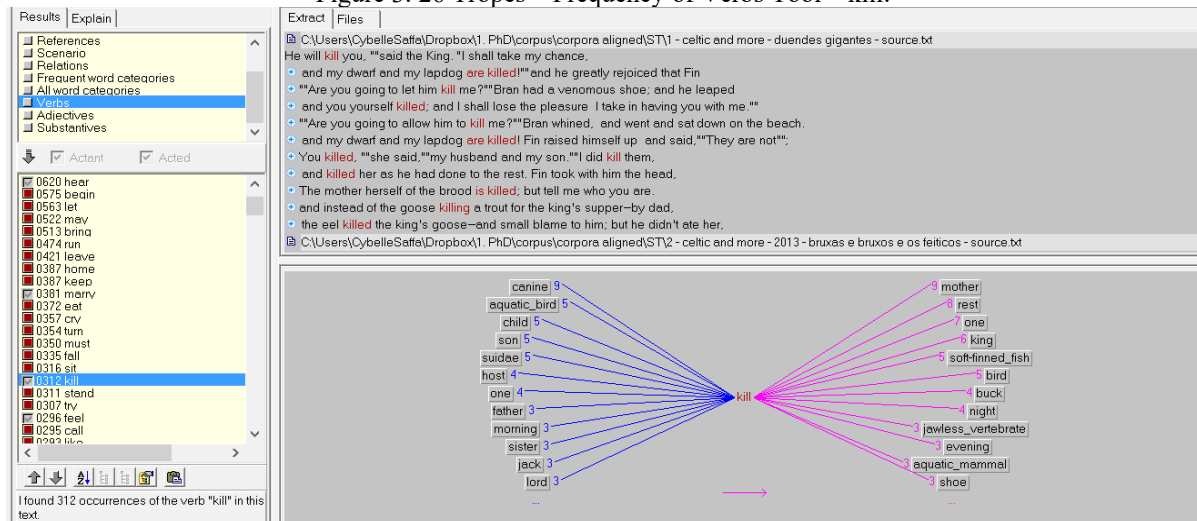 Figure 3. 26 Tropes – Frequency of Verbs Tool – kill.
Results Explain
References
Scenario
Relations
Frequent word categories
All word categories
Verbs
Adjectives
Substantives
Actant Acted
0620 hear
0575 begin
0563 let
0522 may
0513 bring
0474 run
0421 leave
0387 home
0387 keep
0381 marry
0372 eat
0357 cry
0354 turn
0350 must
0335 fall
0316 sit
0312 kill
0311 stand
0307 try
0296 feel
0295 call
0293 like
I found 312 occurrences of the verb "kill" in this
text.
Extract Files
C:\Users\CybelleSaffa\Dropbox\1. PhD\corpus\corpora aligned\ST\1 - celtic and more - duendes gigantes - source.txt
He will kill you, ""said the King. "I shall take my chance,
and my dwarf and my lapdog are killed!""and he greatly rejoiced that Fin
""Are you going to let him kill me?""Bran had a venomous shoe; and he leaped
and you yourself killed; and I shall lose the pleasure I take in having you with me.""
""Are you going to allow him to kill me?""Bran whined, and went and sat down on the beach.
and my dwarf and my lapdog are killed! Fin raised himself up and said,""They are not"";
You killed, ""she said,""my husband and my son.""I did kill them,
and killed her as he had done to the rest. Fin took with him the head,
The mother herself of the brood is killed; but tell me who you are.
and instead of the goose killing a trout for the king's supper—by dad,
the eel killed the king's goose—and small blame to him; but he didn't ate her,
C:\Users\CybelleSaffa\Dropbox\1. PhD\corpus\corpora aligned\ST\2 - celtic and more - 2013 - bruxas e bruxos e os feiticos - source.txt
canine 9
aquatic_bird 5
child 5
son 5
suidae 5
host 4
one 4
father 3
morning 3
sister 3
jack 3
lord 3
...
kill
9 mother
8 rest
7 one
6 king
5 soft-finned_fish
5 bird
4 buck
4 night
3 jawless_vertebrate
3 evening
3 aquatic_mammal
3 shoe
...